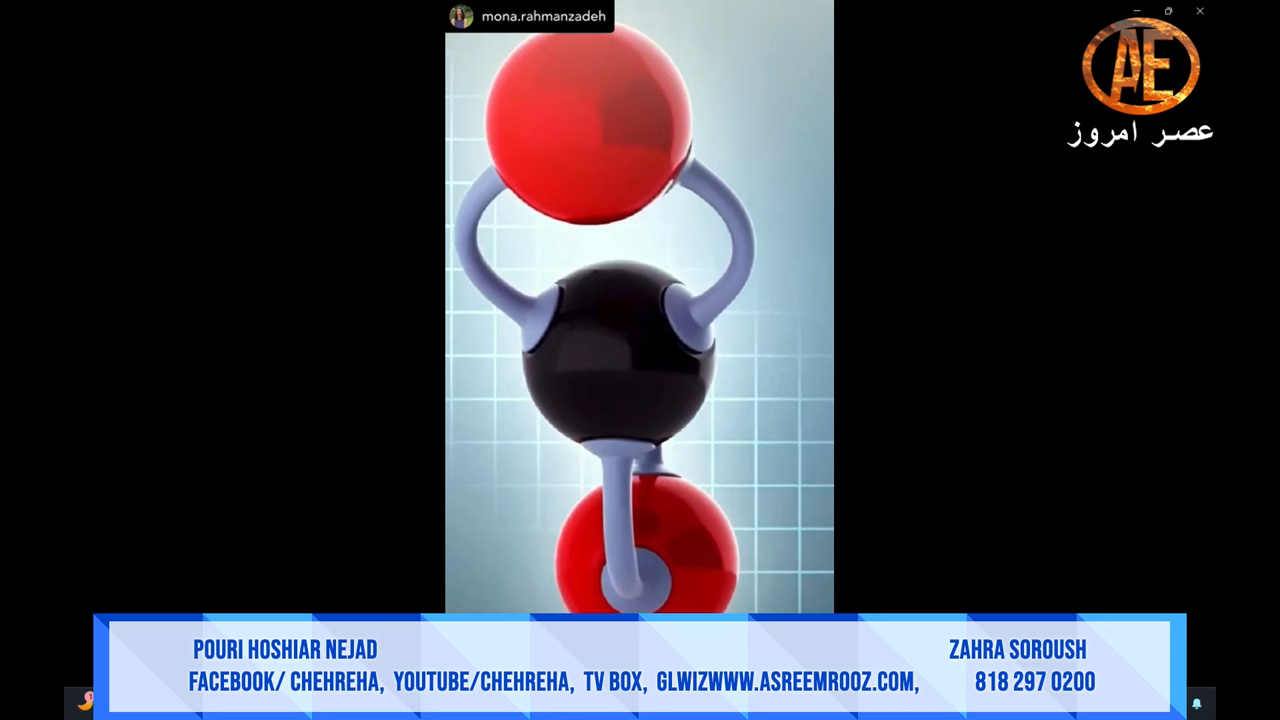 mona.rahmanzadeh
AE
عصر امروز
POURI HOSHIAR NEJAD
ZAHRA SOROUSH
FACEBOOK/ CHEHREHA, YOUTUBE/CHEHREHA, TV BOX, GLWIZWWW.ASREEMROOZ.COM, 818 297 0200
1